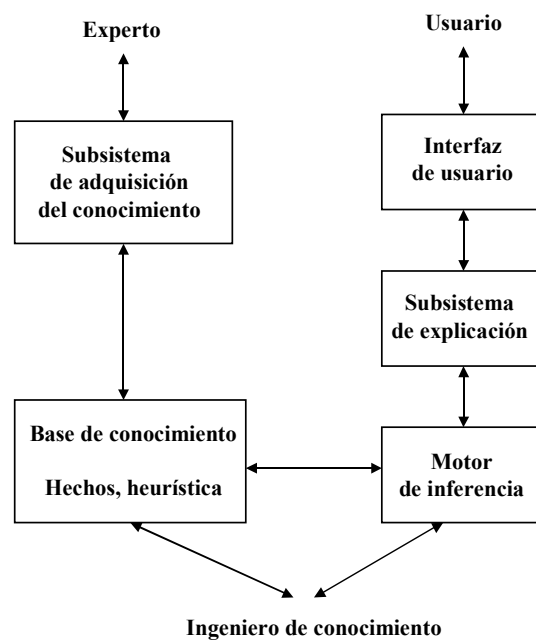 Experto
Usuario
Subsistema
de adquisición
del conocimiento
Interfaz
de usuario
Subsistema
de explicación
Base de conocimiento
Hechos, heurística
Motor
de inferencia
Ingeniero de conocimiento